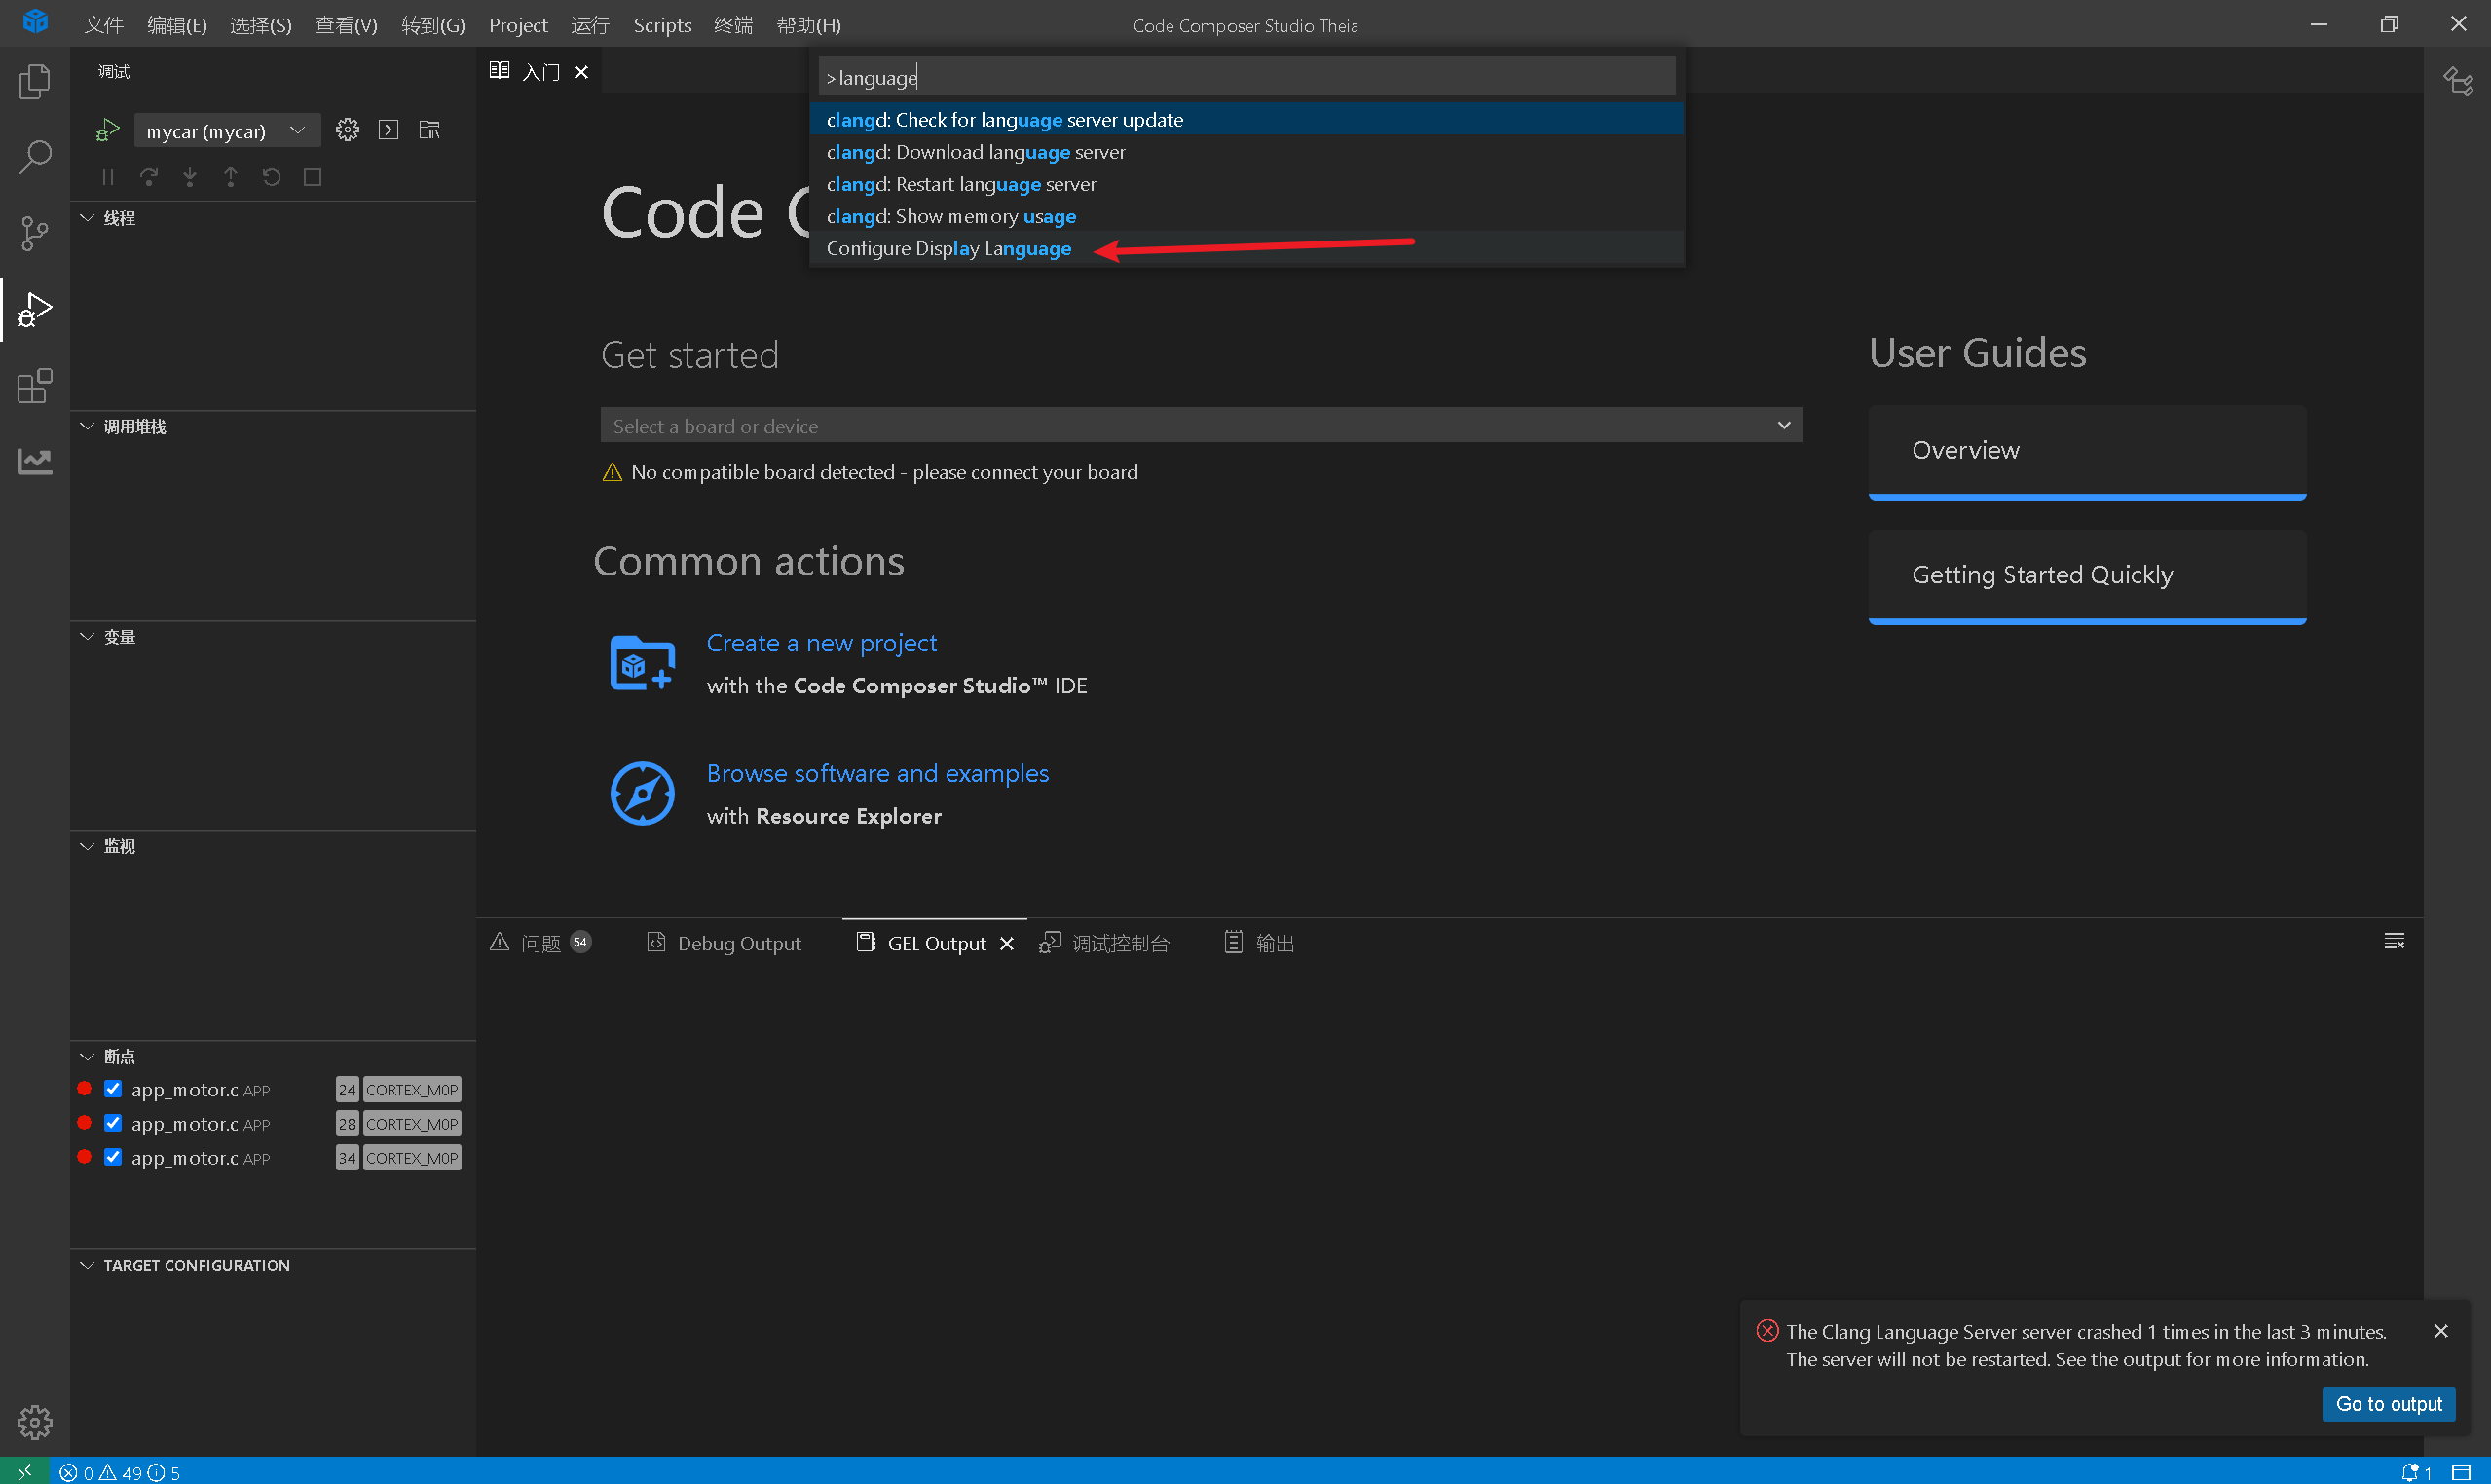 文件 编辑(E) 选择(S) 查看(V) 转到(G) Project 运行 Scripts 终端 帮助(H)
Code Composer Studio Theia
调试
入门
>language
clangd: Check for language server update
clangd: Download language server
clangd: Restart language server
clangd: Show memory usage
Configure Display Language
mycar (mycar)
线程
调用堆栈
变量
监视
断点
app_motor.c APP 24 CORTEX_M0P
app_motor.c APP 28 CORTEX_M0P
app_motor.c APP 34 CORTEX_M0P
TARGET CONFIGURATION
Code C
Get started
Select a board or device
No compatible board detected - please connect your board
Common actions
Create a new project
with the Code Composer Studio™ IDE
Browse software and examples
with Resource Explorer
User Guides
Overview
Getting Started Quickly
问题 54 Debug Output GEL Output 调试控制台 输出
The Clang Language Server server crashed 1 times in the last 3 minutes.
The server will not be restarted. See the output for more information.
Go to output
0 49 5
1